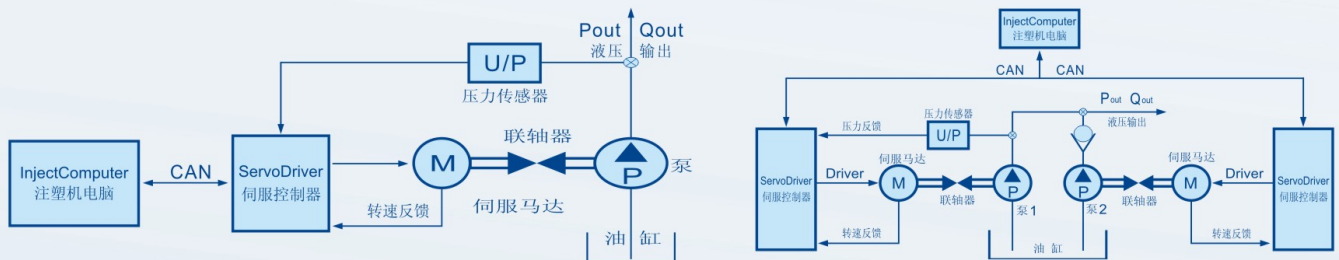 Pout Qout
液压 输出
U/P
压力传感器
联轴器
InjectComputer
注塑机电脑
CAN
ServoDriver
伺服控制器
M
P
泵
转速反馈
伺服马达
油 缸
InjectComputer
注塑机电脑
CAN CAN
Pout Qout
液压输出
压力传感器
U/P
压力反馈
ServoDriver
伺服控制器
Driver
伺服马达
M
联轴器
P
泵1
转速反馈
P
泵2
联轴器
伺服马达
M
Driver
转速反馈
ServoDriver
伺服控制器
油 缸